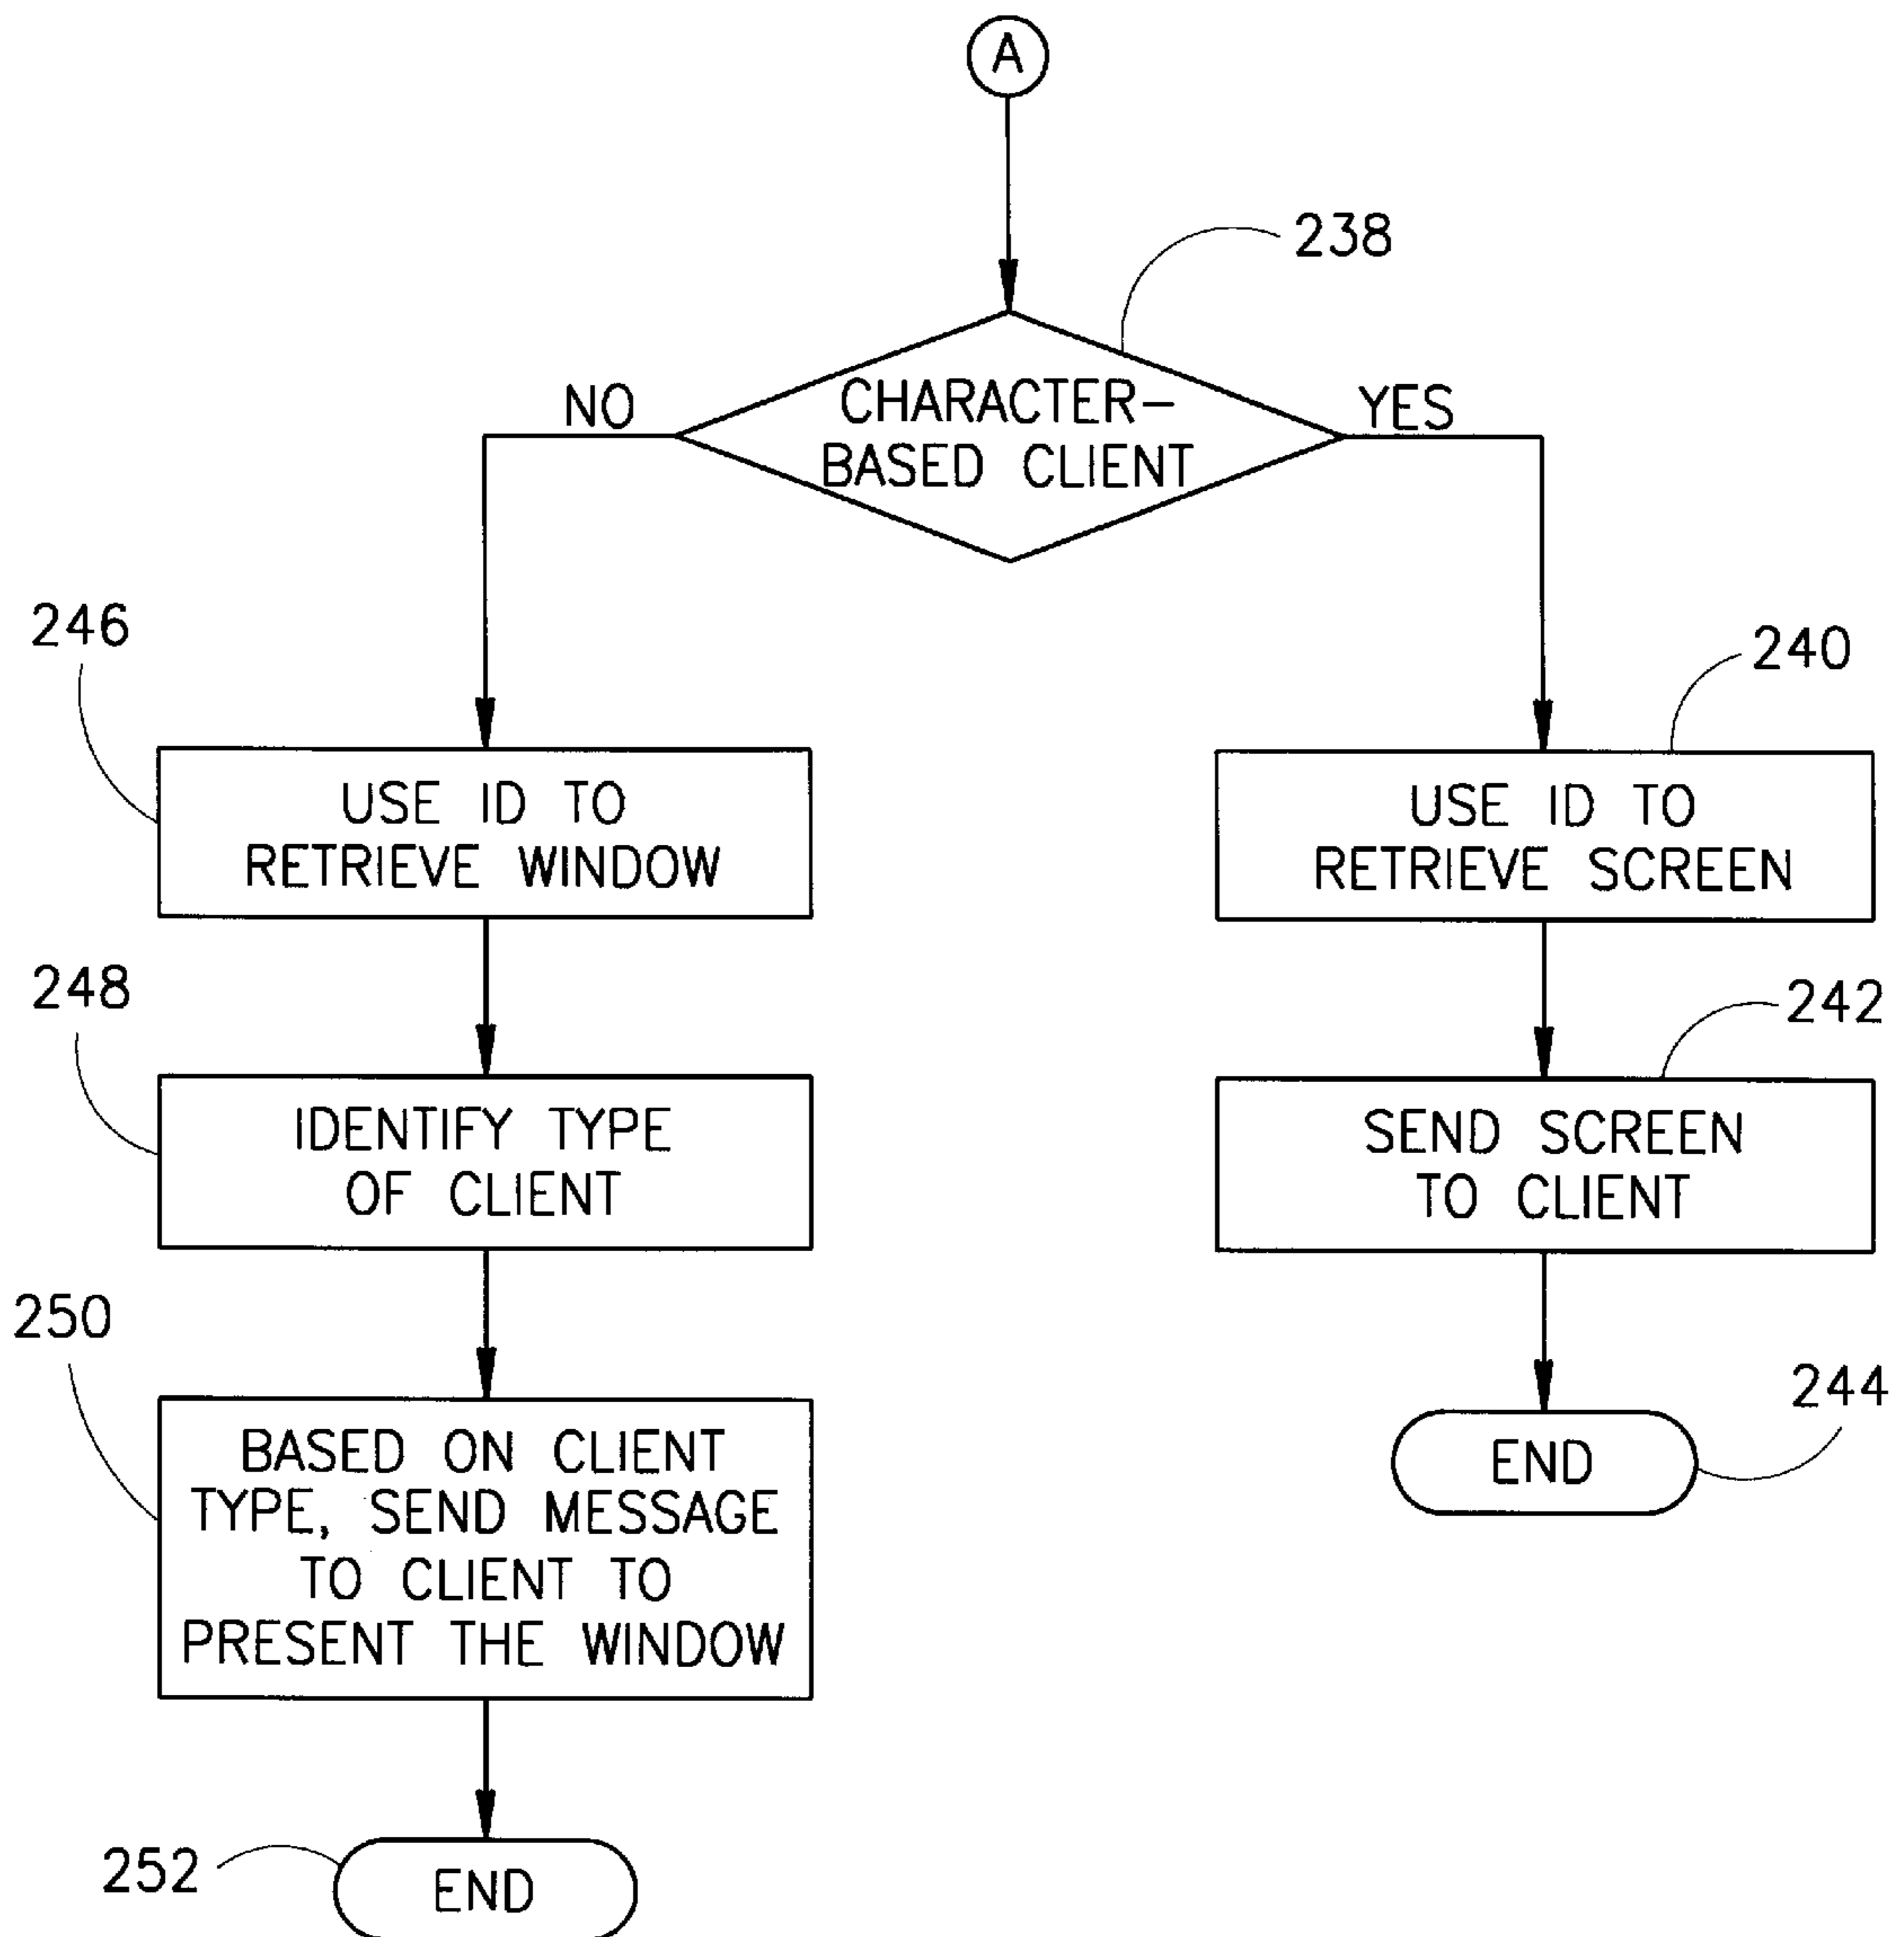 A
238
NO
CHARACTER-
BASED CLIENT
YES
246
240
USE ID TO
RETRIEVE WINDOW
USE ID TO
RETRIEVE SCREEN
248
242
IDENTIFY TYPE
OF CLIENT
SEND SCREEN
TO CLIENT
250
244
BASED ON CLIENT
TYPE, SEND MESSAGE
TO CLIENT TO
PRESENT THE WINDOW
END
252
END